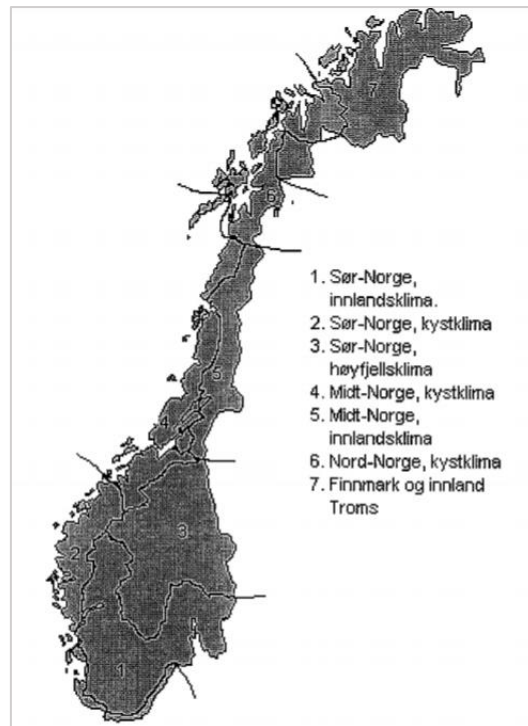 7
6
1. Sør-Norge,
innlandsklima.
2. Sør-Norge, kystklima
3. Sør-Norge,
høyfjellsklima
4. Midt-Norge, kystklima
5. Midt-Norge,
innlandsklima
6. Nord-Norge, kystklima
7. Finnmark og innland
Troms
5
4
3
2
1